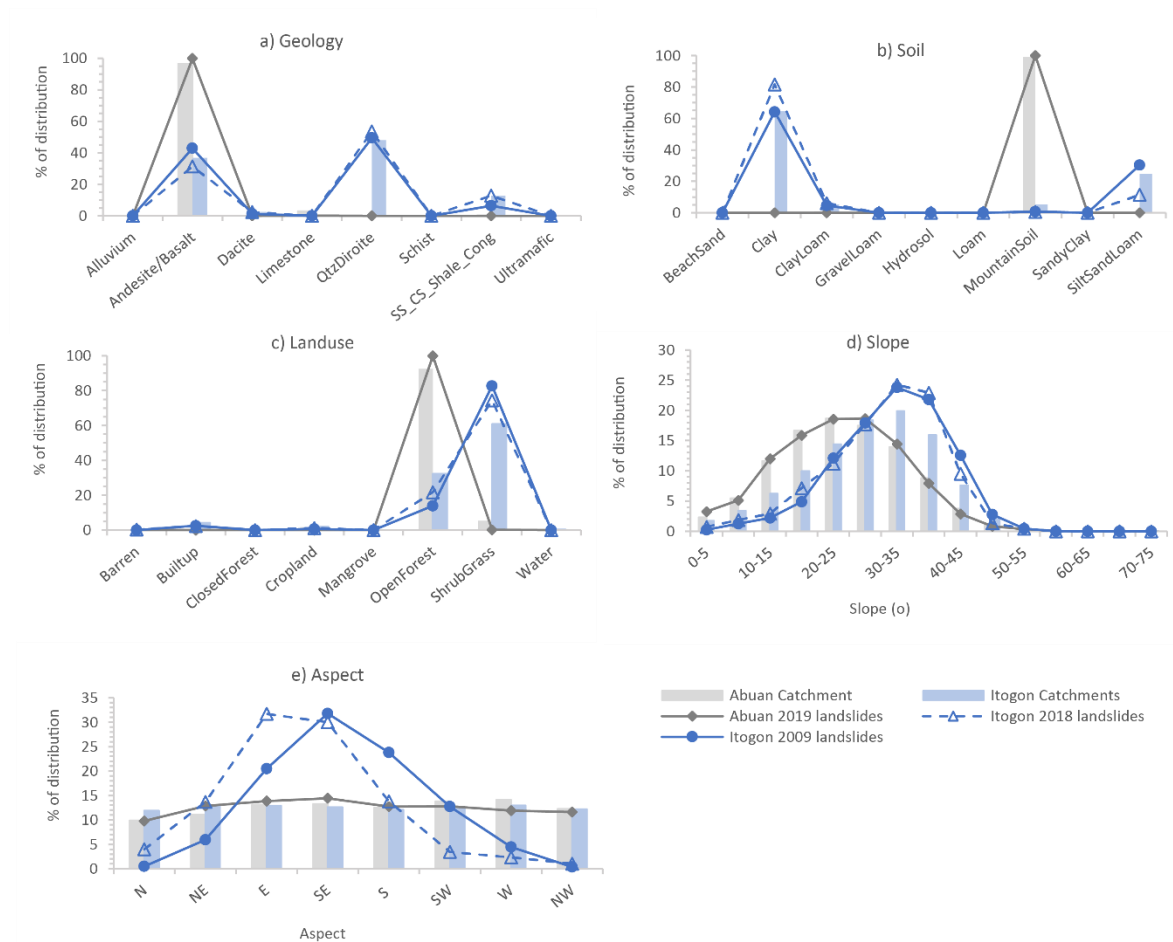 a) Geology
% of distribution
100
80
60
40
20
0
Alluvium
Andesite/Basalt
Dacite
Limestone
QtzDiroite
Schist
SS_CS_Shale_Cong
Ultramafic
b) Soil
% of distribution
100
80
60
40
20
0
BeachSand
Clay
ClayLoam
GravelLoam
Hydrosol
Loam
MountainSoil
SandyClay
SiltSandLoam
c) Landuse
% of distribution
100
80
60
40
20
0
Barren
Builtup
ClosedForest
Cropland
Mangrove
OpenForest
ShrubGrass
Water
d) Slope
% of distribution
30
25
20
15
10
5
0
0-5
10-15
20-25
30-35
40-45
50-55
60-65
70-75
Slope (o)
e) Aspect
% of distribution
35
30
25
20
15
10
5
0
N
NE
E
SE
S
SW
W
NW
Aspect
Abuan Catchment
Itogon Catchments
Abuan 2019 landslides
Itogon 2018 landslides
Itogon 2009 landslides